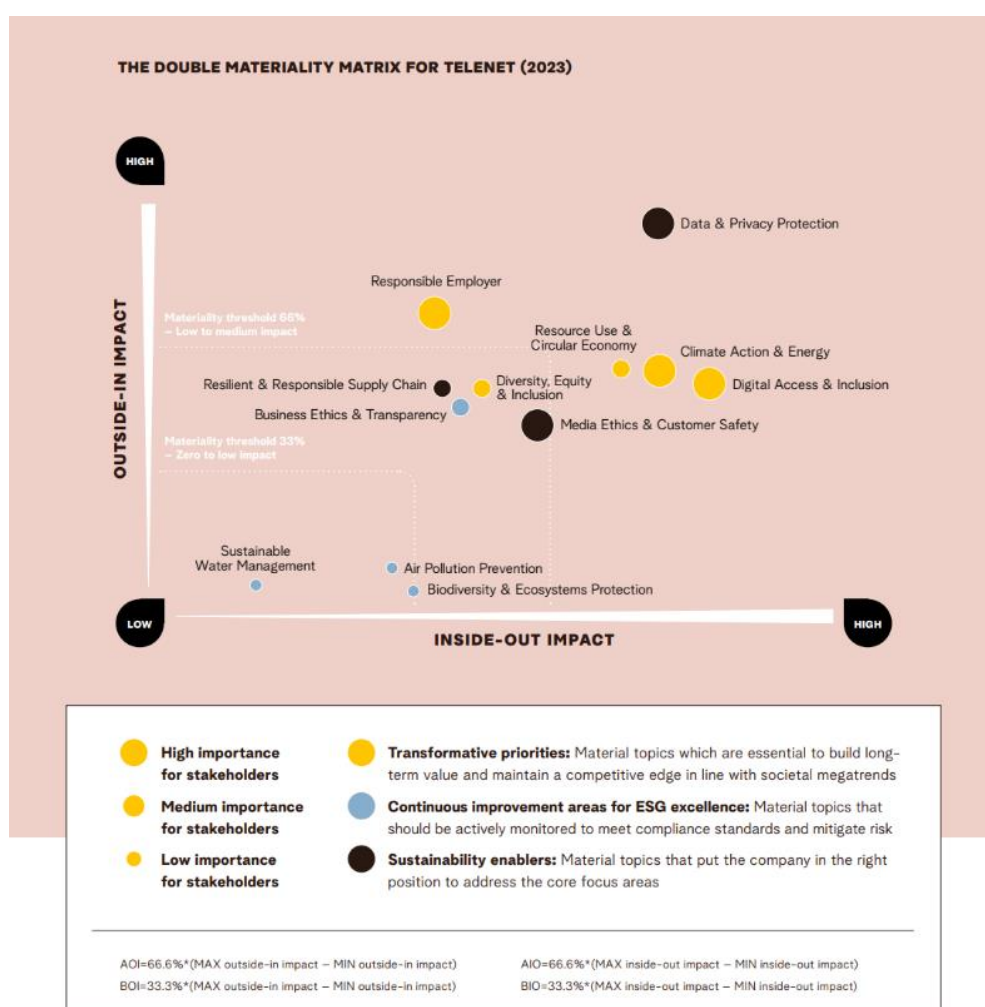 THE DOUBLE MATERIALITY MATRIX FOR TELENET (2023)
HIGH
Data & Privacy Protection
Responsible Employer
Materiality threshold 66%
– Low to medium impact
Resource Use &
Circular Economy
Climate Action & Energy
Resilient & Responsible Supply Chain
Diversity, Equity
& Inclusion
Digital Access & Inclusion
Business Ethics & Transparency
Media Ethics & Customer Safety
OUTSIDE-IN IMPACT
Materiality threshold 33%
– Zero to low impact
Sustainable
Water Management
Air Pollution Prevention
Biodiversity & Ecosystems Protection
LOW
INSIDE-OUT IMPACT
HIGH
High importance
for stakeholders
Medium importance
for stakeholders
Low importance
for stakeholders
Transformative priorities: Material topics which are essential to build long-
term value and maintain a competitive edge in line with societal megatrends
Continuous improvement areas for ESG excellence: Material topics that
should be actively monitored to meet compliance standards and mitigate risk
Sustainability enablers: Material topics that put the company in the right
position to address the core focus areas
AOI=66.6%*(MAX outside-in impact – MIN outside-in impact)
BOI=33.3%*(MAX outside-in impact – MIN outside-in impact)
AIO=66.6%*(MAX inside-out impact – MIN inside-out impact)
BIO=33.3%*(MAX inside-out impact – MIN inside-out impact)